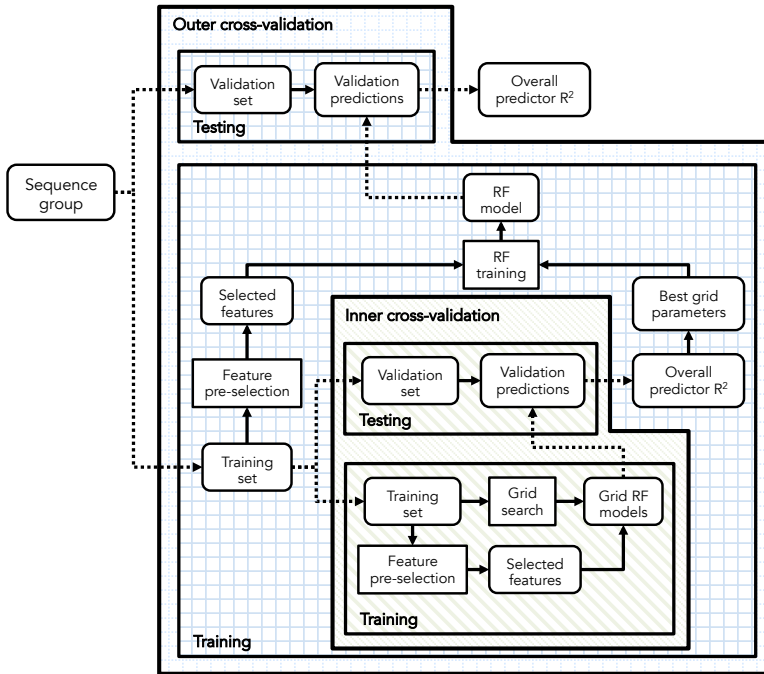 Outer cross-validation
Validation
set
Validation
predictions
Overall
predictor R²
Testing
Sequence
group
RF
model
RF
training
Selected
features
Best grid
parameters
Inner cross-validation
Feature
pre-selection
Validation
set
Validation
predictions
Overall
predictor R²
Testing
Training
set
Training
set
Grid
search
Grid RF
models
Feature
pre-selection
Selected
features
Training
Training